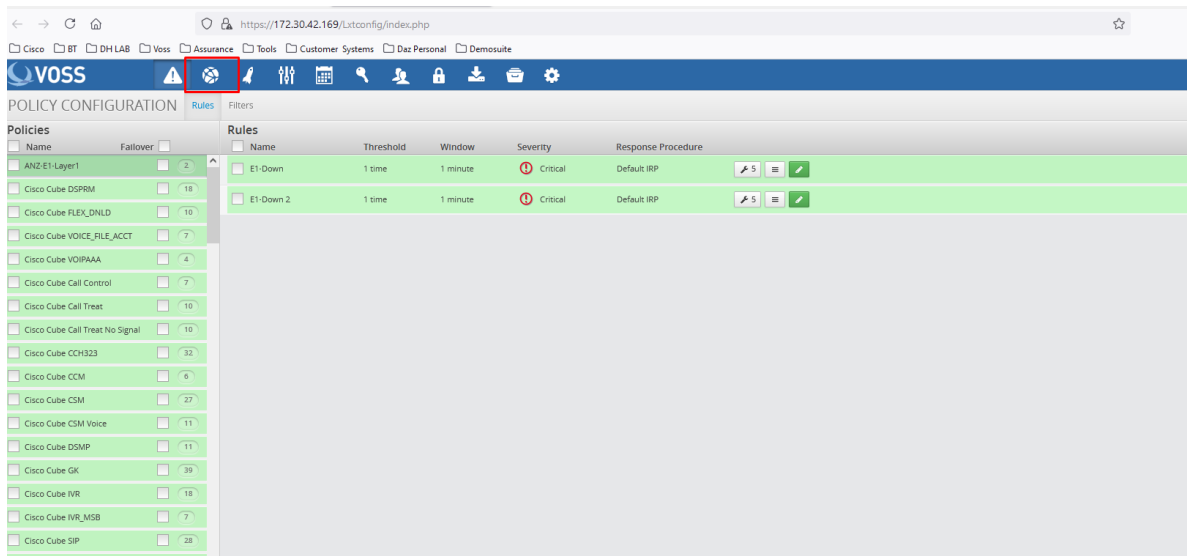 https://172.30.42.169/Lxtconfig/index.php
Cisco BT DH LAB Voss Assurance Tools Customer Systems Daz Personal Demosuite
VOSS
POLICY CONFIGURATION Rules Filters
Policies
Name Failover
ANZ-E1-Layer1 2
Cisco Cube DSPRM 18
Cisco Cube FLEX_DNLD 10
Cisco Cube VOICE_FILE_ACCT 7
Cisco Cube VOIPAAA 4
Cisco Cube Call Control 7
Cisco Cube Call Treat 10
Cisco Cube Call Treat No Signal 10
Cisco Cube CCH323 32
Cisco Cube CCM 6
Cisco Cube CSM 27
Cisco Cube CSM Voice 11
Cisco Cube DSMP 11
Cisco Cube GK 39
Cisco Cube IVR 18
Cisco Cube IVR_MSB 7
Cisco Cube SIP 28
Rules
Name Threshold Window Severity Response Procedure
E1-Down 1 time 1 minute Critical Default IRP 5
E1-Down 2 1 time 1 minute Critical Default IRP 5